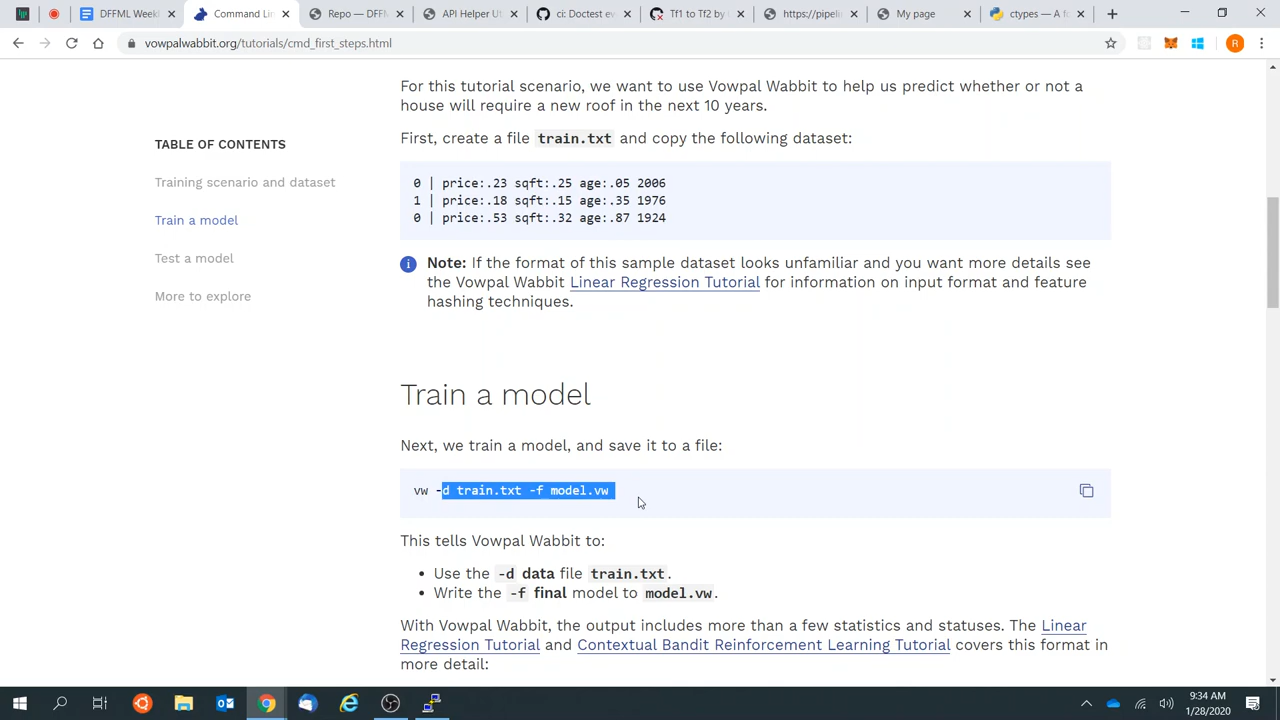 DFFML Weekl
Command Lin
Repo — DFFM
API Helper U
ci: Doctest ev
Tf1 to Tf2 by
https://pipelin
My page
ctypes — A fo
vowpalwabbit.org/tutorials/cmd_first_steps.html
R
For this tutorial scenario, we want to use Vowpal Wabbit to help us predict whether or not a
house will require a new roof in the next 10 years.
First, create a file train.txt and copy the following dataset:
TABLE OF CONTENTS
Training scenario and dataset
Train a model
Test a model
More to explore
0 | price:.23 sqft:.25 age:.05 2006
1 | price:.18 sqft:.15 age:.35 1976
0 | price:.53 sqft:.32 age:.87 1924
Note: If the format of this sample dataset looks unfamiliar and you want more details see
the Vowpal Wabbit Linear Regression Tutorial for information on input format and feature
hashing techniques.
Train a model
Next, we train a model, and save it to a file:
vw -d train.txt -f model.vw
This tells Vowpal Wabbit to:
• Use the -d data file train.txt.
• Write the -f final model to model.vw.
With Vowpal Wabbit, the output includes more than a few statistics and statuses. The Linear
Regression Tutorial and Contextual Bandit Reinforcement Learning Tutorial covers this format in
more detail:
9:34 AM
1/28/2020